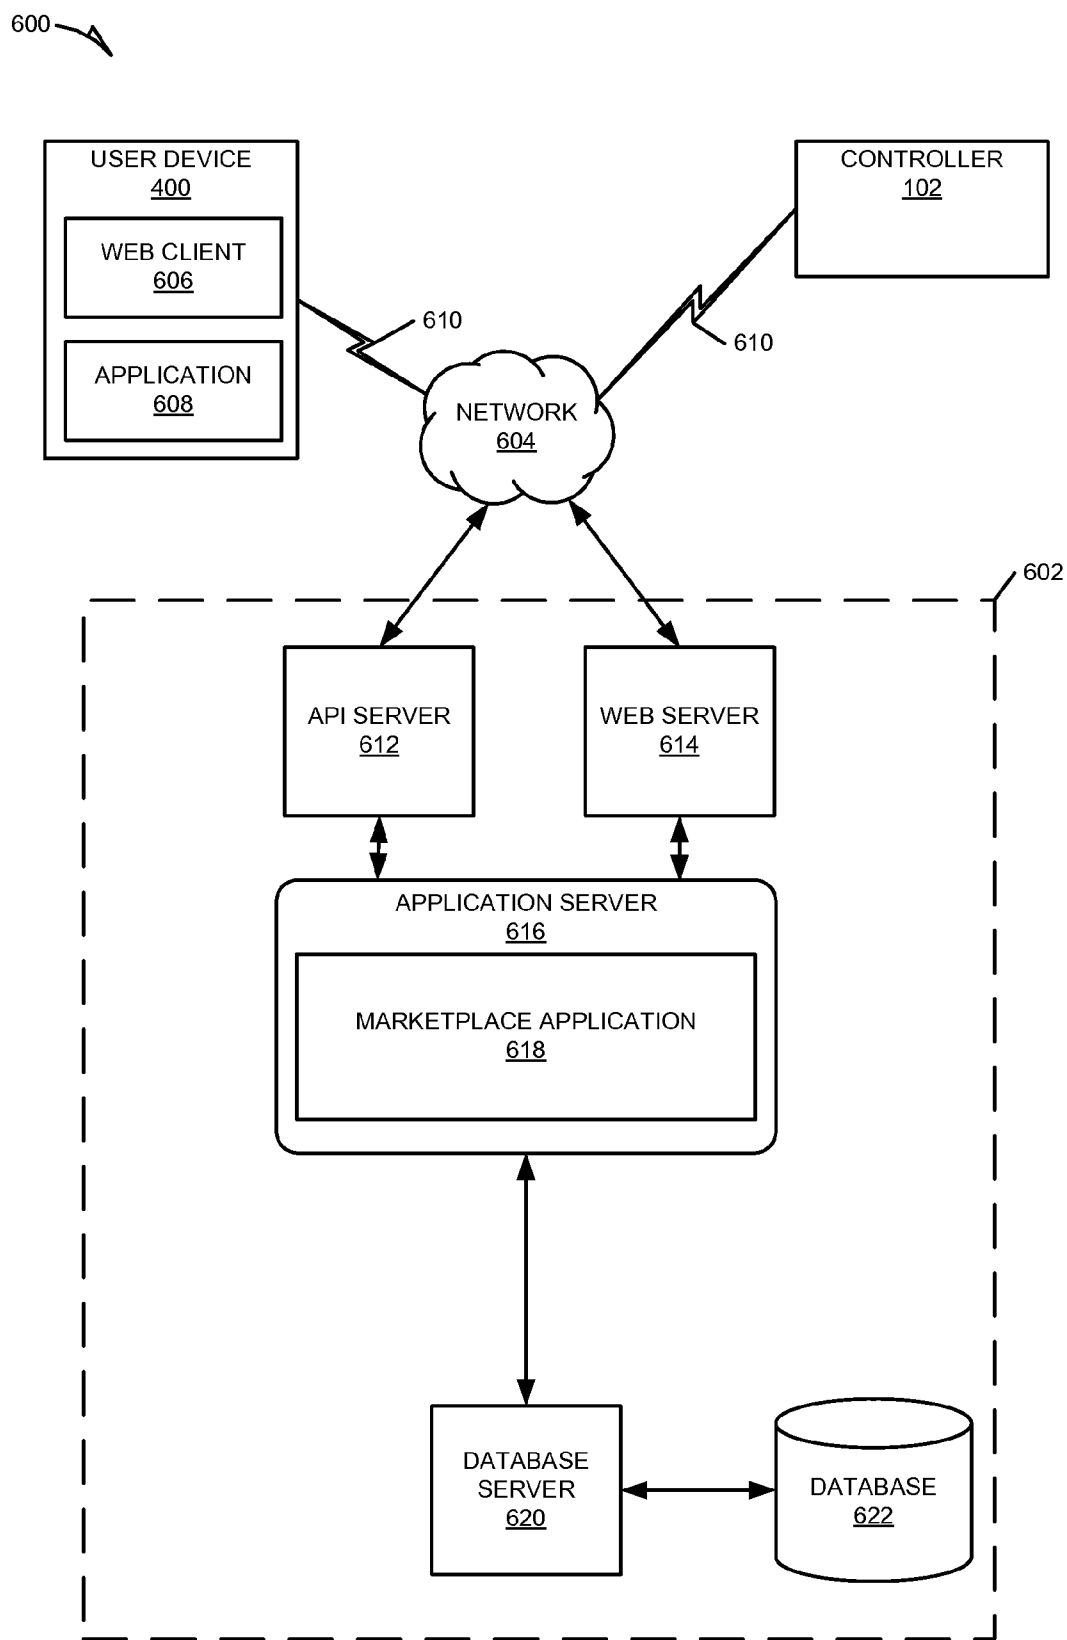 600
USER DEVICE
400
WEB CLIENT
606
APPLICATION
608
CONTROLLER
102
610
610
NETWORK
604
602
API SERVER
612
WEB SERVER
614
APPLICATION SERVER
616
MARKETPLACE APPLICATION
618
DATABASE
SERVER
620
DATABASE
622